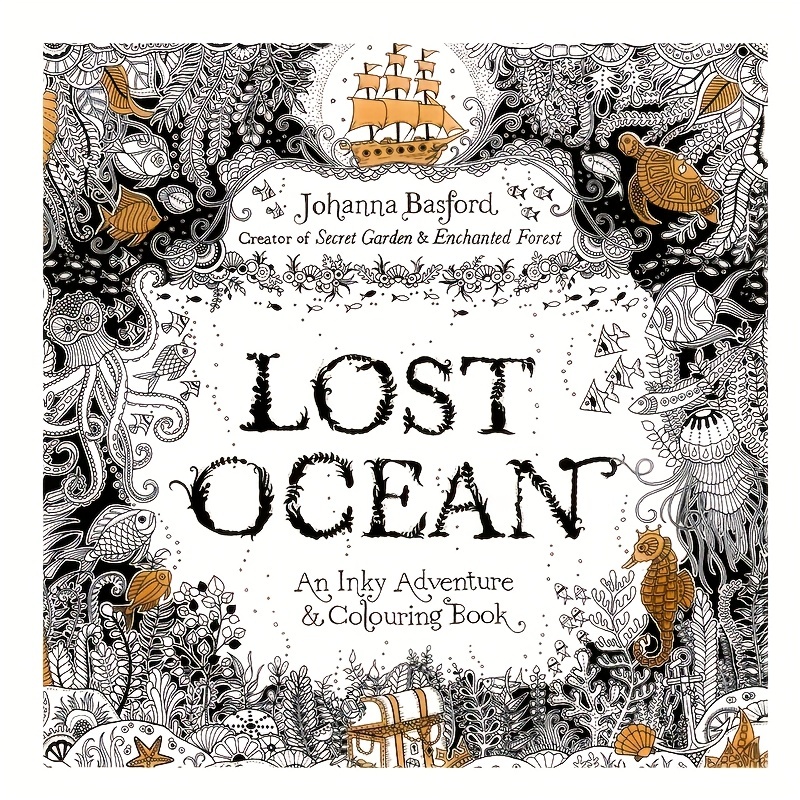 Johanna Basford
Creator of Secret Garden & Enchanted Forest
LOST
OCEAN
An Inky Adventure
& Colouring Book